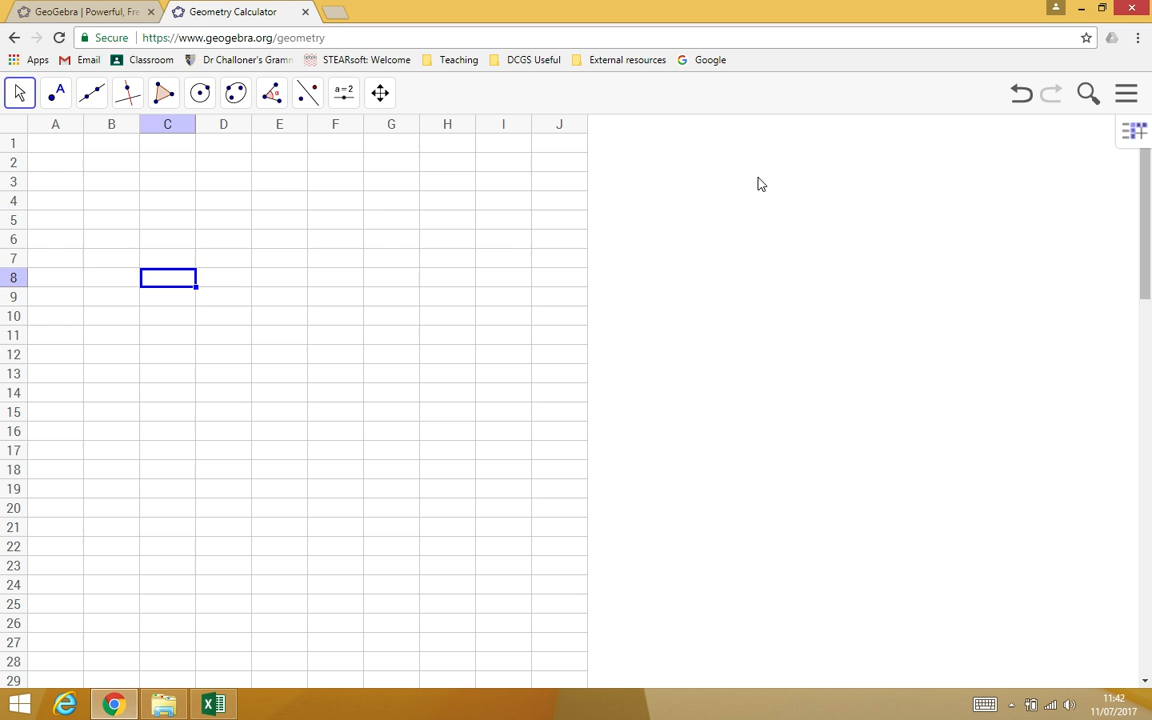 GeoGebra | Powerful, Fre
Geometry Calculator
Secure
https://www.geogebra.org/geometry
Apps
Email
Classroom
Dr Challoner's Gramm
STEARsoft: Welcome
Teaching
DCGS Useful
External resources
Google
A
a=2
A B C D E F G H I J
1
2
3
4
5
6
7
8
9
10
11
12
13
14
15
16
17
18
19
20
21
22
23
24
25
26
27
28
29
11:42
11/07/2017